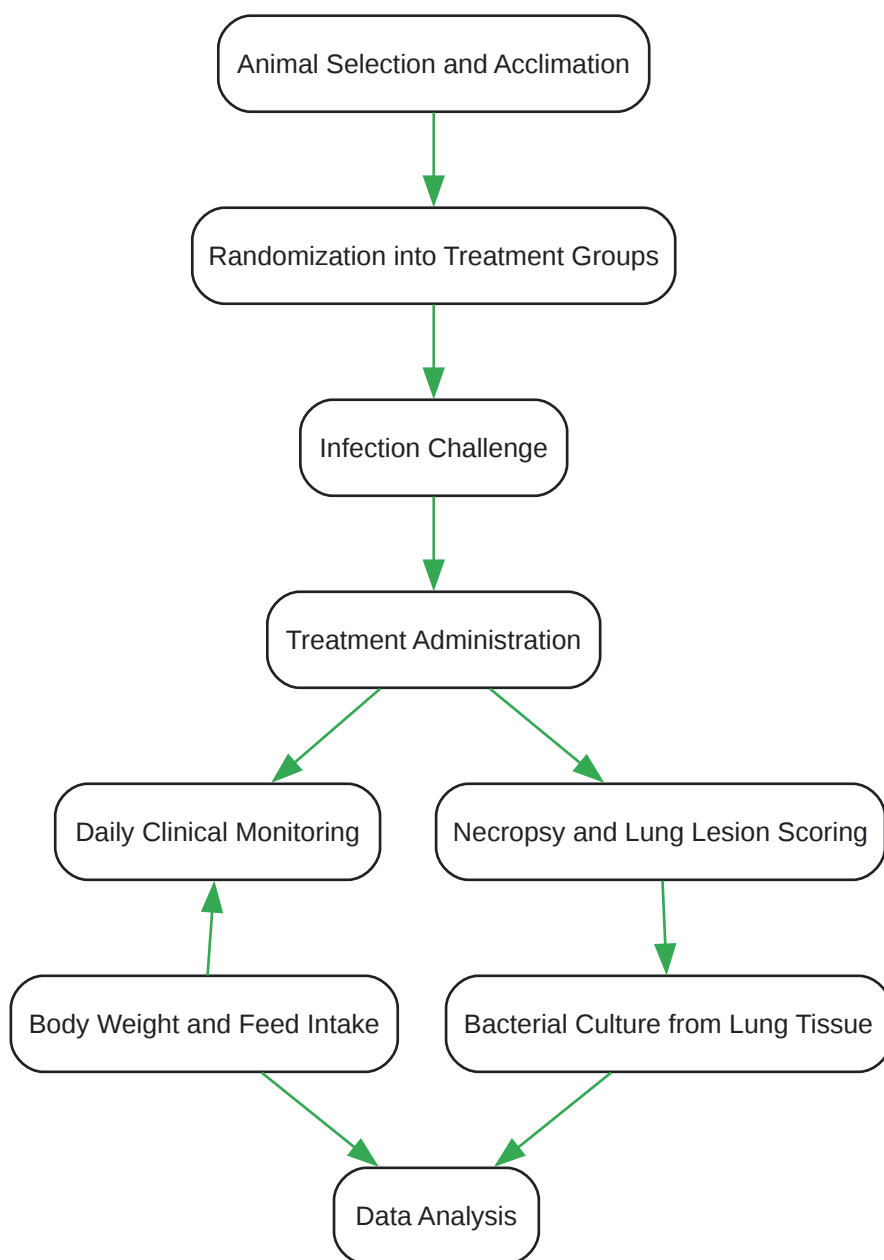 Animal Selection and Acclimation
Randomization into Treatment Groups
Infection Challenge
Treatment Administration
Daily Clinical Monitoring
Necropsy and Lung Lesion Scoring
Body Weight and Feed Intake
Bacterial Culture from Lung Tissue
Data Analysis